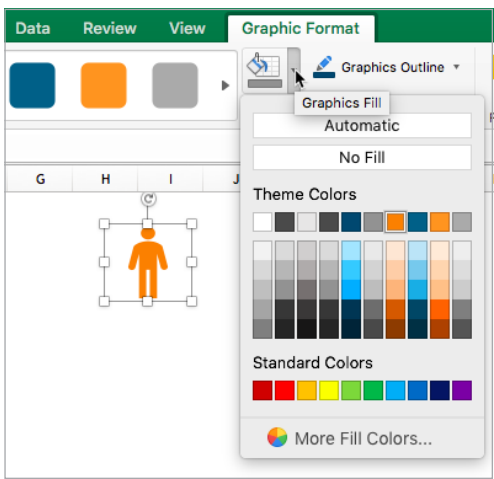 Data Review View Graphic Format
Graphics Outline
Graphics Fill
Automatic
No Fill
G H I J
Theme Colors
Standard Colors
More Fill Colors...